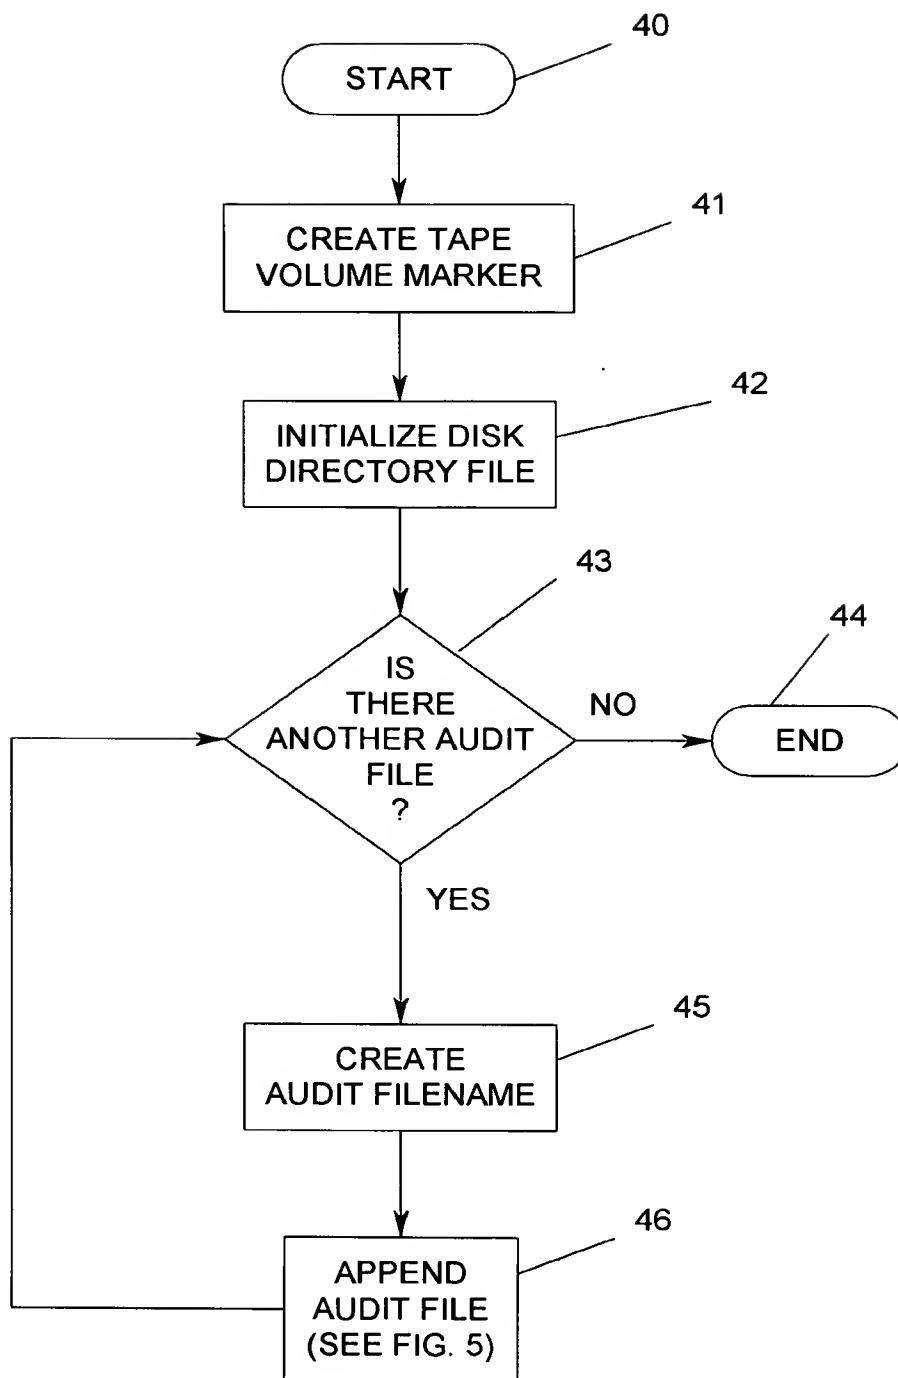 40
START
41
CREATE TAPE
VOLUME MARKER
42
INITIALIZE DISK
DIRECTORY FILE
43
IS
THERE
ANOTHER AUDIT
FILE
?
NO
44
END
YES
45
CREATE
AUDIT FILENAME
46
APPEND
AUDIT FILE
(SEE FIG. 5)